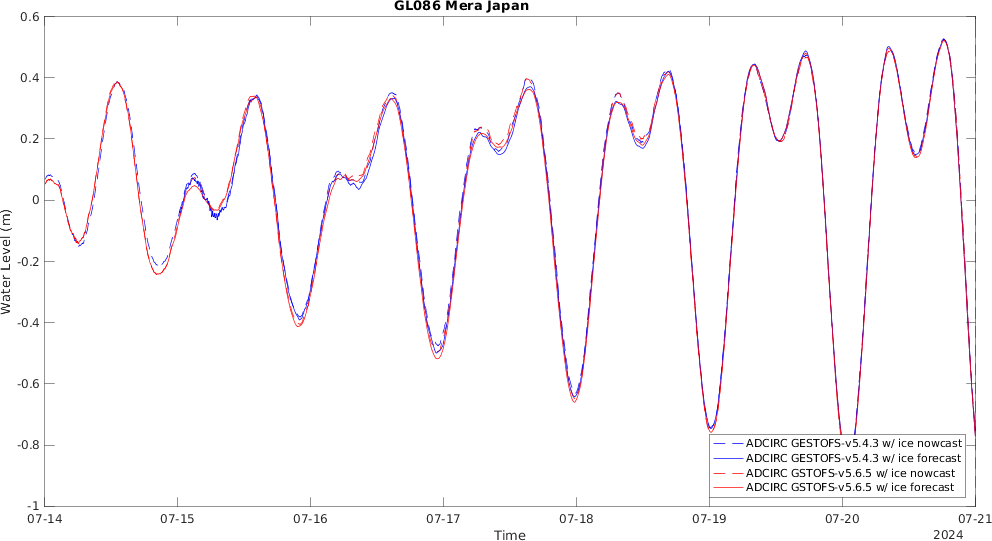 GL086 Mera Japan
0.6
0.4
0.2
0
-0.2
-0.4
-0.6
-0.8
-1
Water Level (m)
ADCIRC GESTOFS-v5.4.3 w/ ice nowcast
ADCIRC GESTOFS-v5.4.3 w/ ice forecast
ADCIRC GSTOFS-v5.6.5 w/ ice nowcast
ADCIRC GSTOFS-v5.6.5 w/ ice forecast
07-14 07-15 07-16 07-17 07-18 07-19 07-20 07-21
Time
2024